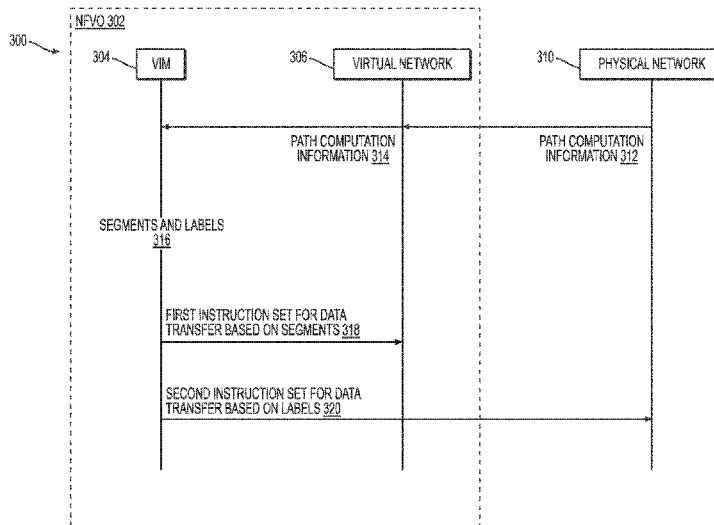 NFVO 302
300
304
VIM
306
VIRTUAL NETWORK
310
PHYSICAL NETWORK
PATH COMPUTATION
INFORMATION 314
PATH COMPUTATION
INFORMATION 312
SEGMENTS AND LABELS
316
FIRST INSTRUCTION SET FOR DATA
TRANSFER BASED ON SEGMENTS 318
SECOND INSTRUCTION SET FOR DATA
TRANSFER BASED ON LABELS 320